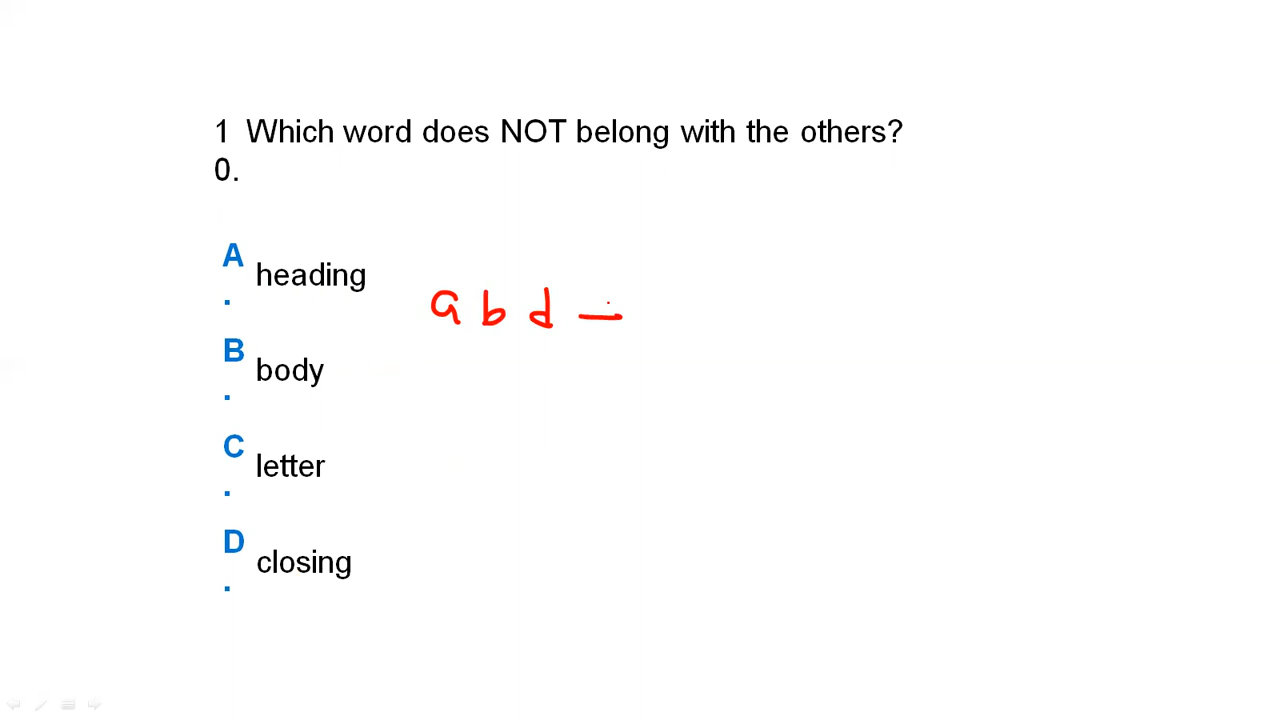 1 Which word does NOT belong with the others?
0.
A
. heading
a b d —
B
. body
C
. letter
D
. closing